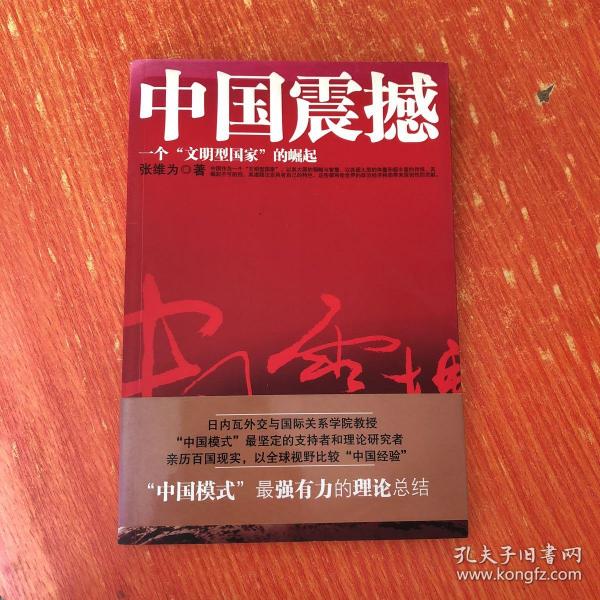 中国震撼
一个“文明型国家”的崛起
张维为◎著
日内瓦外交与国际关系学院教授
“中国模式”最坚定的支持者和理论研究者
亲历百国现实，以全球视野比较“中国经验”
“中国模式”最强有力的理论总结
孔夫子旧书网
www.kongfz.com